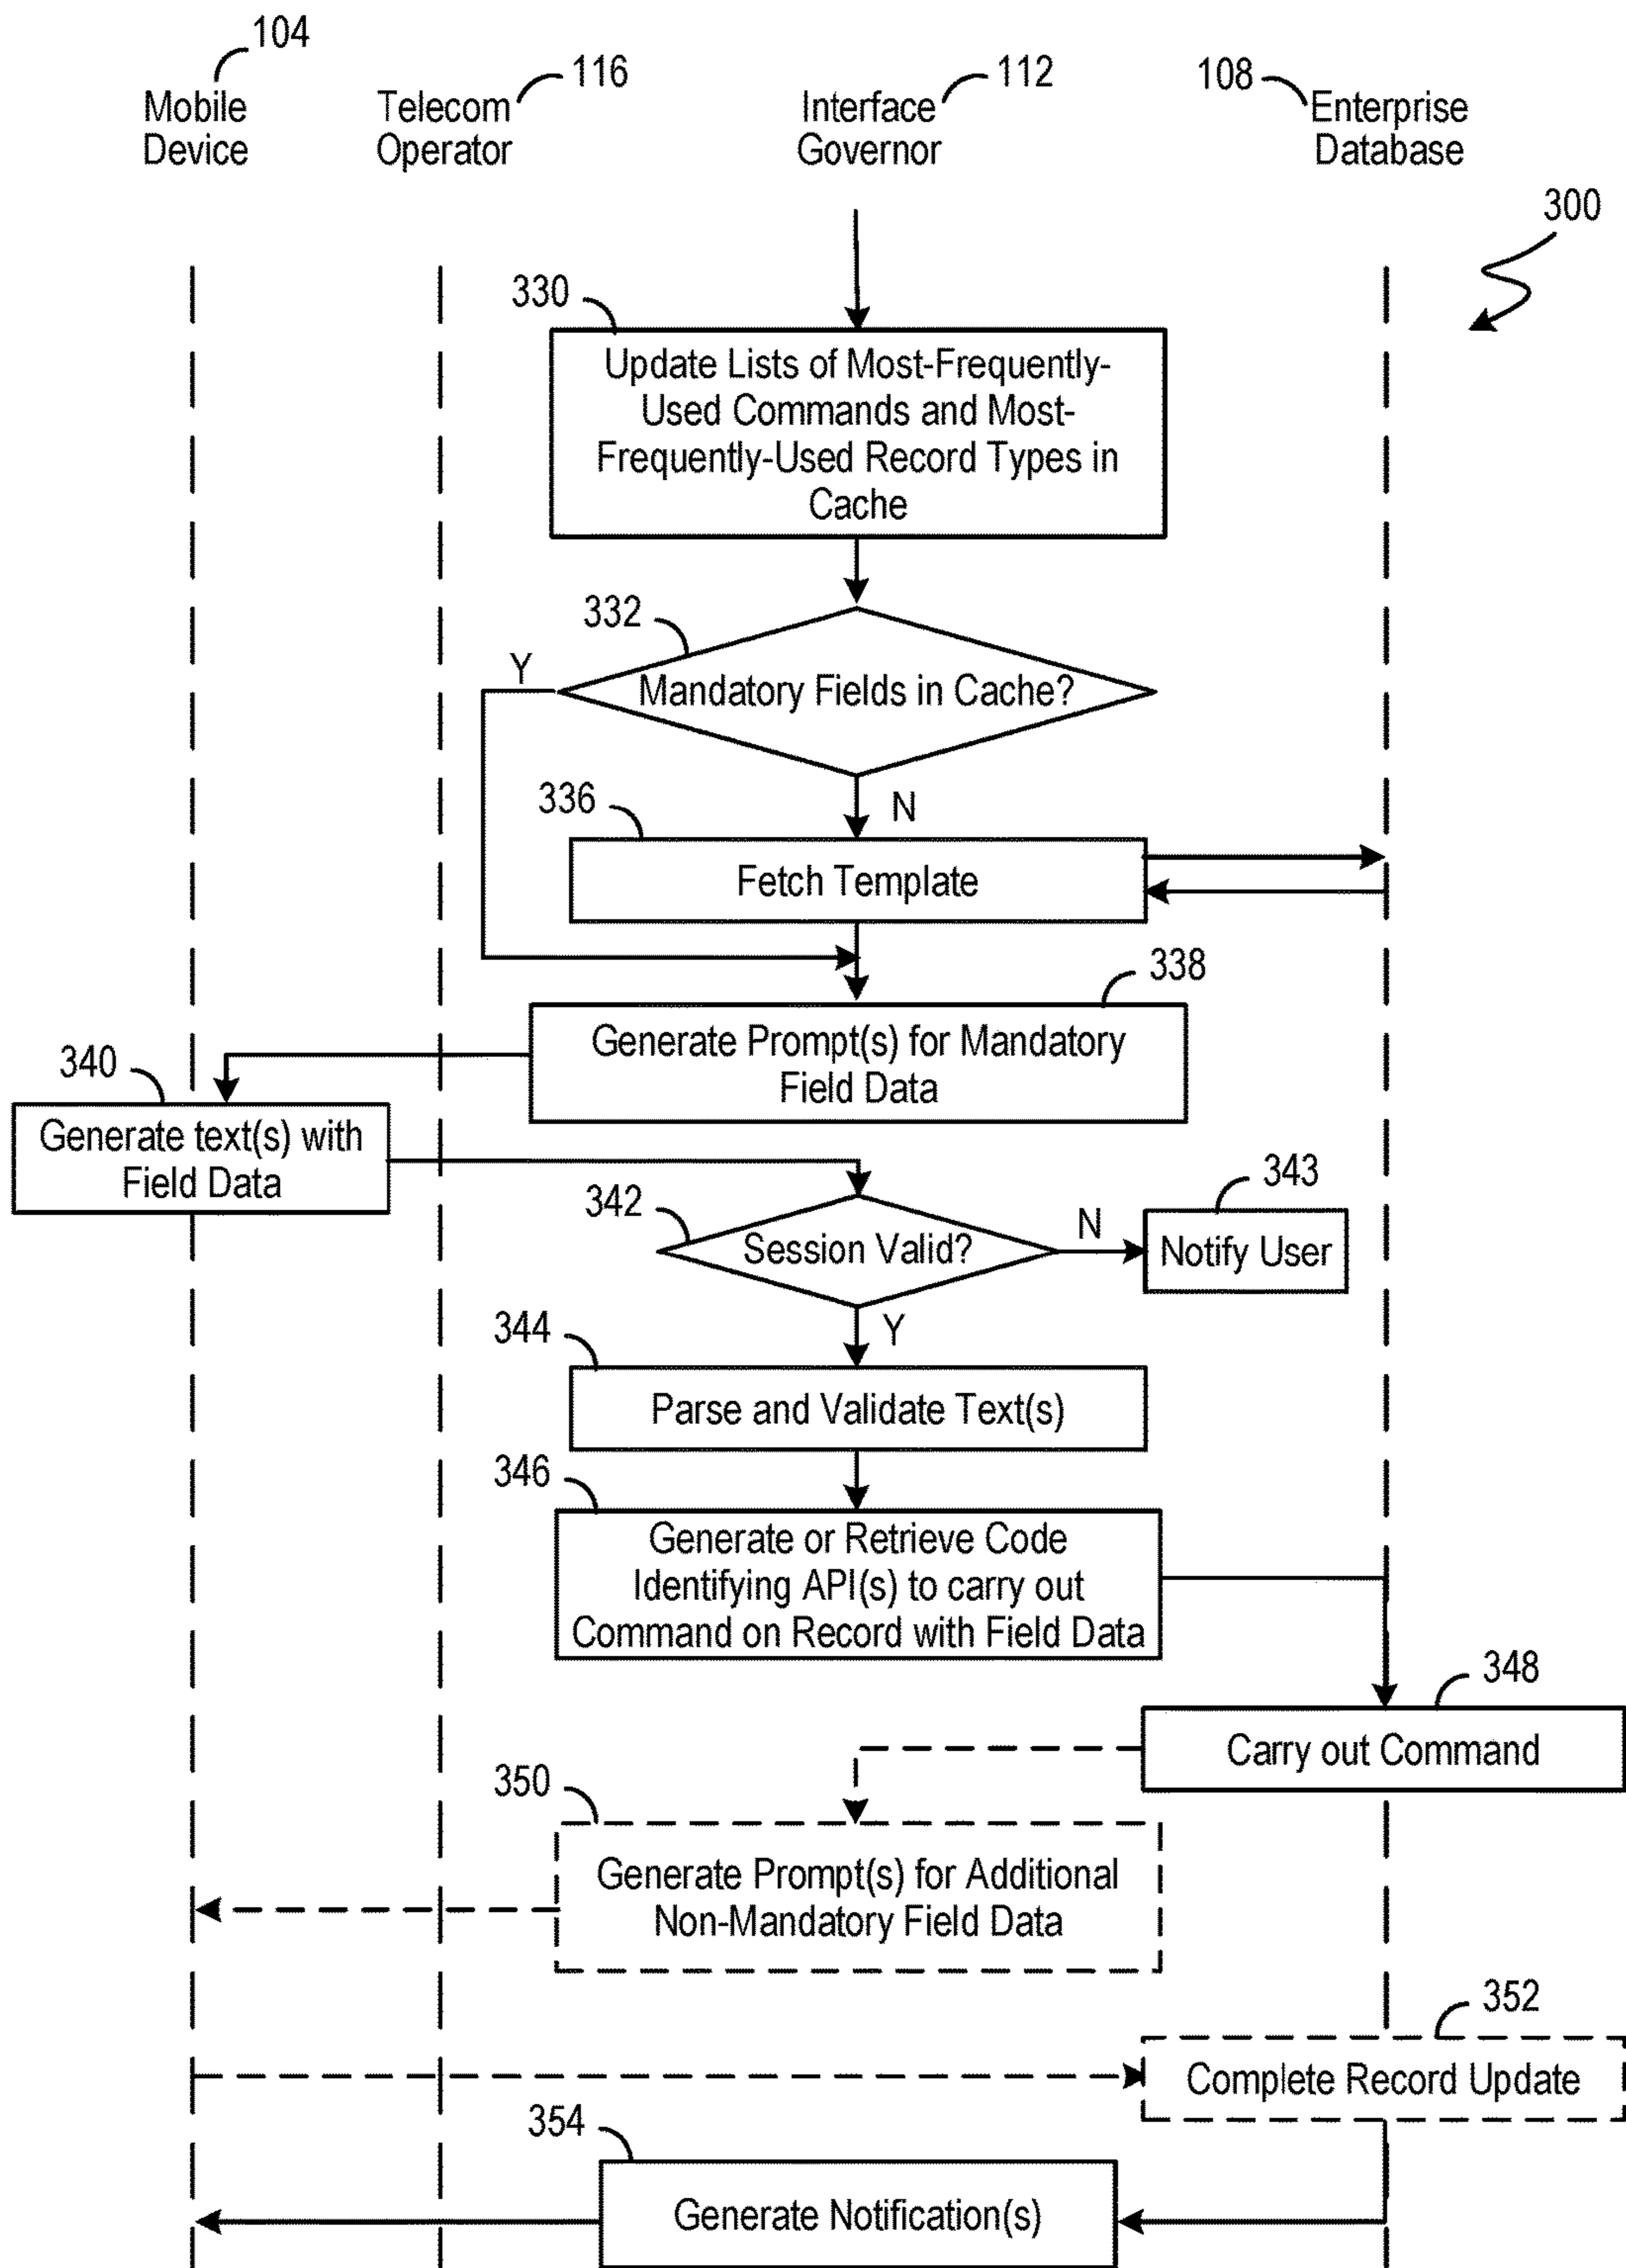 104
Mobile
Device
Telecom
Operator
116
Interface
Governor
112
108
Enterprise
Database
300
330
Update Lists of Most-Frequently-
Used Commands and Most-
Frequently-Used Record Types in
Cache
332
Y
Mandatory Fields in Cache?
336
N
Fetch Template
338
Generate Prompt(s) for Mandatory
Field Data
340
Generate text(s) with
Field Data
342
Session Valid?
N
343
Notify User
344
Y
Parse and Validate Text(s)
346
Generate or Retrieve Code
Identifying API(s) to carry out
Command on Record with Field Data
348
Carry out Command
350
Generate Prompt(s) for Additional
Non-Mandatory Field Data
352
Complete Record Update
354
Generate Notification(s)